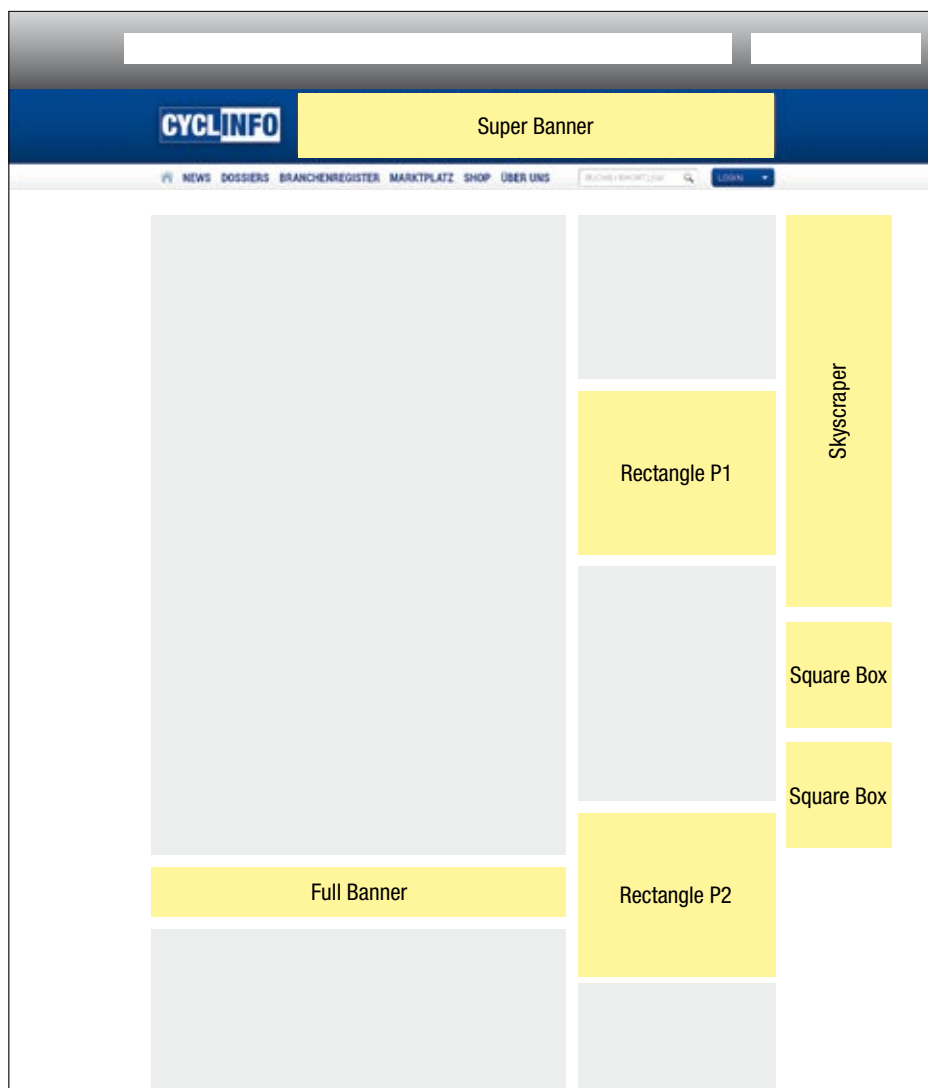 CYCLINFO
Super Banner
NEWS DOSSIERS BRANCHENREGISTER MARKTPLATZ SHOP ÜBER UNS
LOGIN
Skyscraper
Rectangle P1
Square Box
Square Box
Full Banner
Rectangle P2